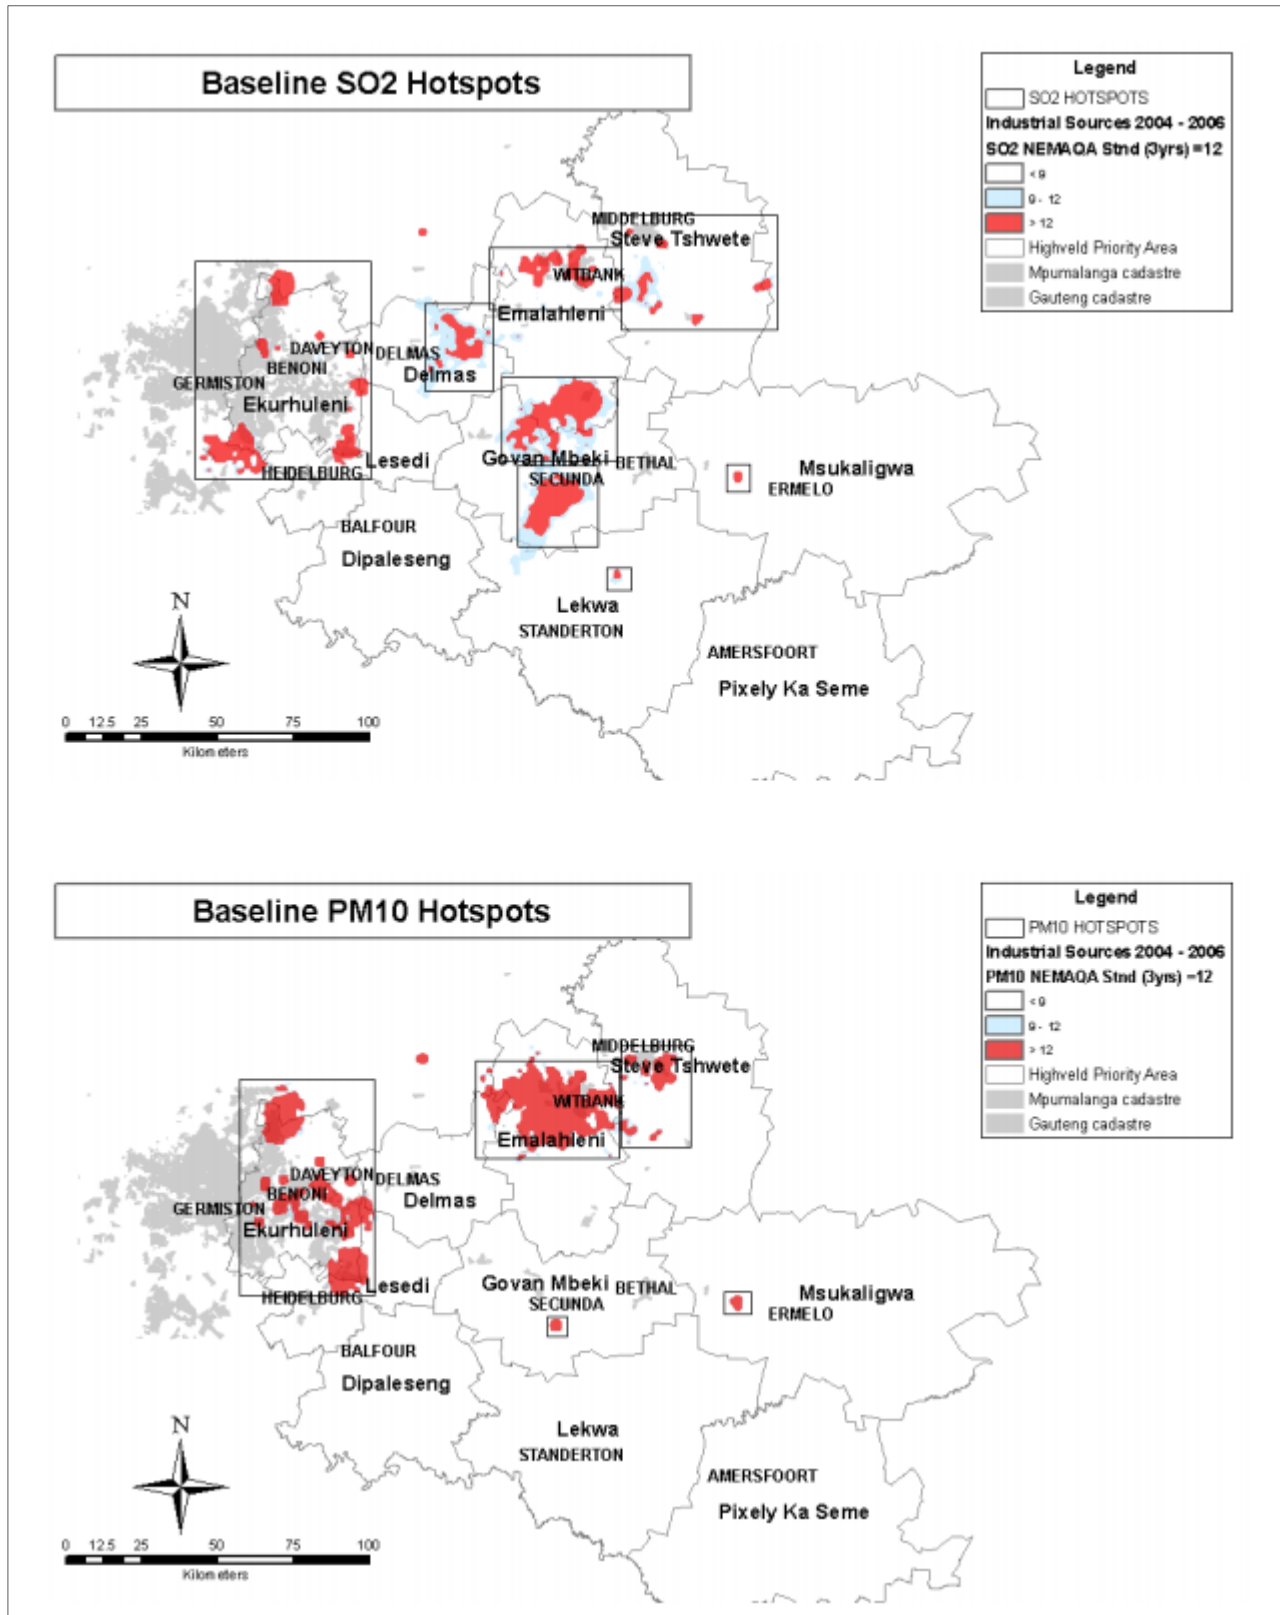 Baseline SO2 Hotspots
Legend
SO2 HOTSPOTS
Industrial Sources 2004 - 2006
SO2 NEMAQA Stnd (3yrs) =12
< 9
9 - 12
> 12
Highveld Priority Area
Mpumalanga cadastre
Gauteng cadastre
MIDDELBURG
Steve Tshwete
WITBANK
Emalahleni
DAVEYTON
DELMAS
BENONI
Delmas
GERMISTON
Ekurhuleni
Lesedi
HEIDELBURG
Govan Mbeki
BETHAL
SECUNDA
Msukaligwa
ERMELO
BALFOUR
Dipaleseng
Lekwa
STANDERTON
AMERSFOORT
Pixely Ka Seme
N
0 12.5 25 50 75 100
Kilometers
Baseline PM10 Hotspots
Legend
PM10 HOTSPOTS
Industrial Sources 2004 - 2006
PM10 NEMAQA Stnd (3yrs) =12
< 9
9 - 12
> 12
Highveld Priority Area
Mpumalanga cadastre
Gauteng cadastre
MIDDELBURG
Steve Tshwete
WITBANK
Emalahleni
DAVEYTON
DELMAS
BENONI
Delmas
GERMISTON
Ekurhuleni
Lesedi
HEIDELBURG
Govan Mbeki
BETHAL
SECUNDA
Msukaligwa
ERMELO
BALFOUR
Dipaleseng
Lekwa
STANDERTON
AMERSFOORT
Pixely Ka Seme
N
0 12.5 25 50 75 100
Kilometers